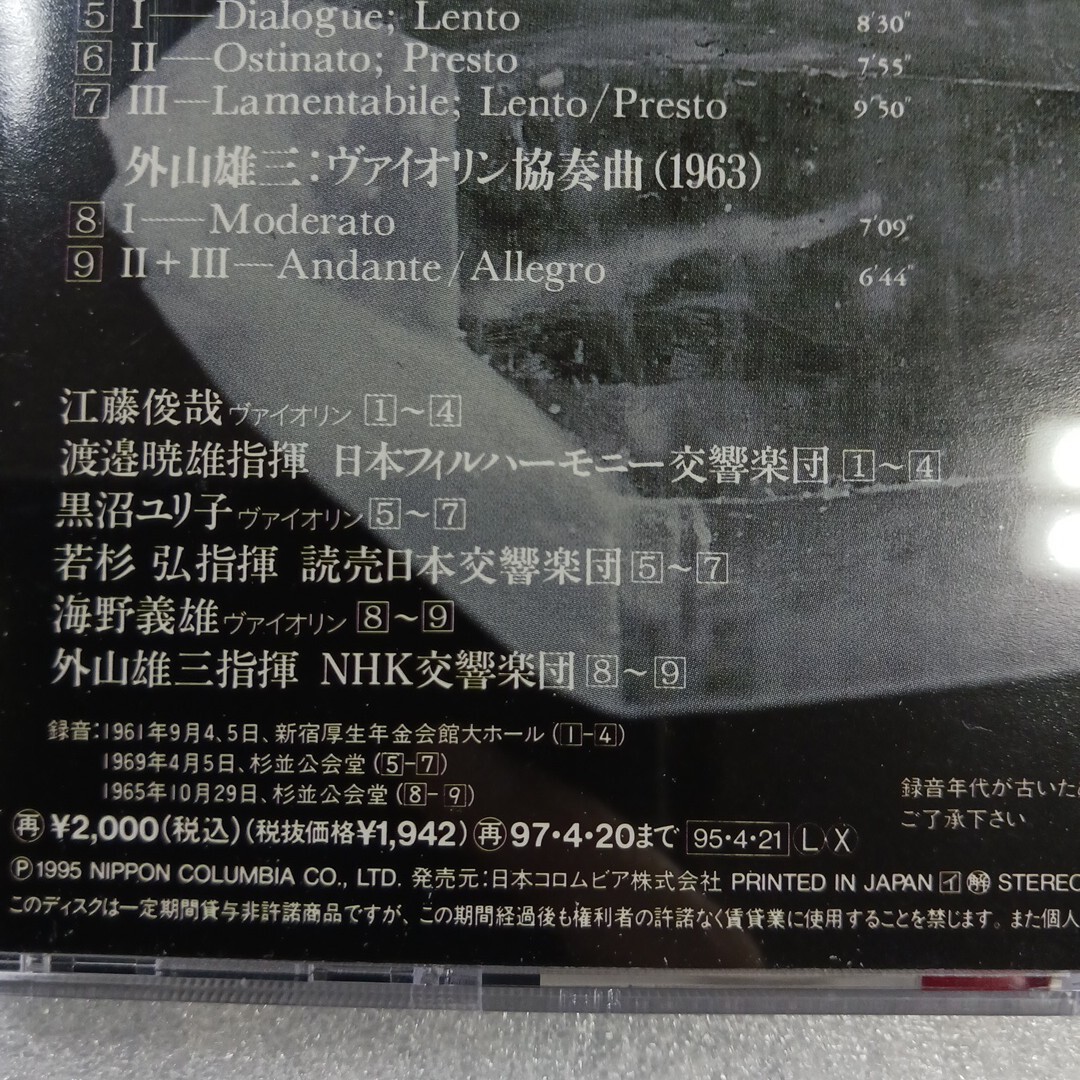 5 I—Dialogue; Lento 8'30"
6 II—Ostinato; Presto 7'55"
7 III—Lamentabile; Lento/Presto 9'50"
外山雄三:ヴァイオリン協奏曲(1963)
8 I—Moderato 7'09"
9 II+III—Andante/Allegro 6'44"
江藤俊哉 ヴァイオリン 1〜4
渡邉暁雄指揮 日本フィルハーモニー交響楽団 1〜4
黒沼ユリ子 ヴァイオリン 5〜7
若杉 弘指揮 読売日本交響楽団 5〜7
海野義雄 ヴァイオリン 8〜9
外山雄三指揮 NHK交響楽団 8〜9
録音:1961年9月4、5日、新宿厚生年金会館大ホール(1-4)
1969年4月5日、杉並公会堂(5-7)
1965年10月29日、杉並公会堂(8-9)
録音年代が古いため
ご了承下さい
再 ¥2,000(税込)(税抜価格¥1,942) 再 97・4・20まで 95・4・21 L X
Ⓟ1995 NIPPON COLUMBIA CO., LTD. 発売元:日本コロムビア株式会社 PRINTED IN JAPAN イ 解 STEREO
このディスクは一定期間貸与非許諾商品ですが、この期間経過後も権利者の許諾なく賃貸業に使用することを禁じます。また個人